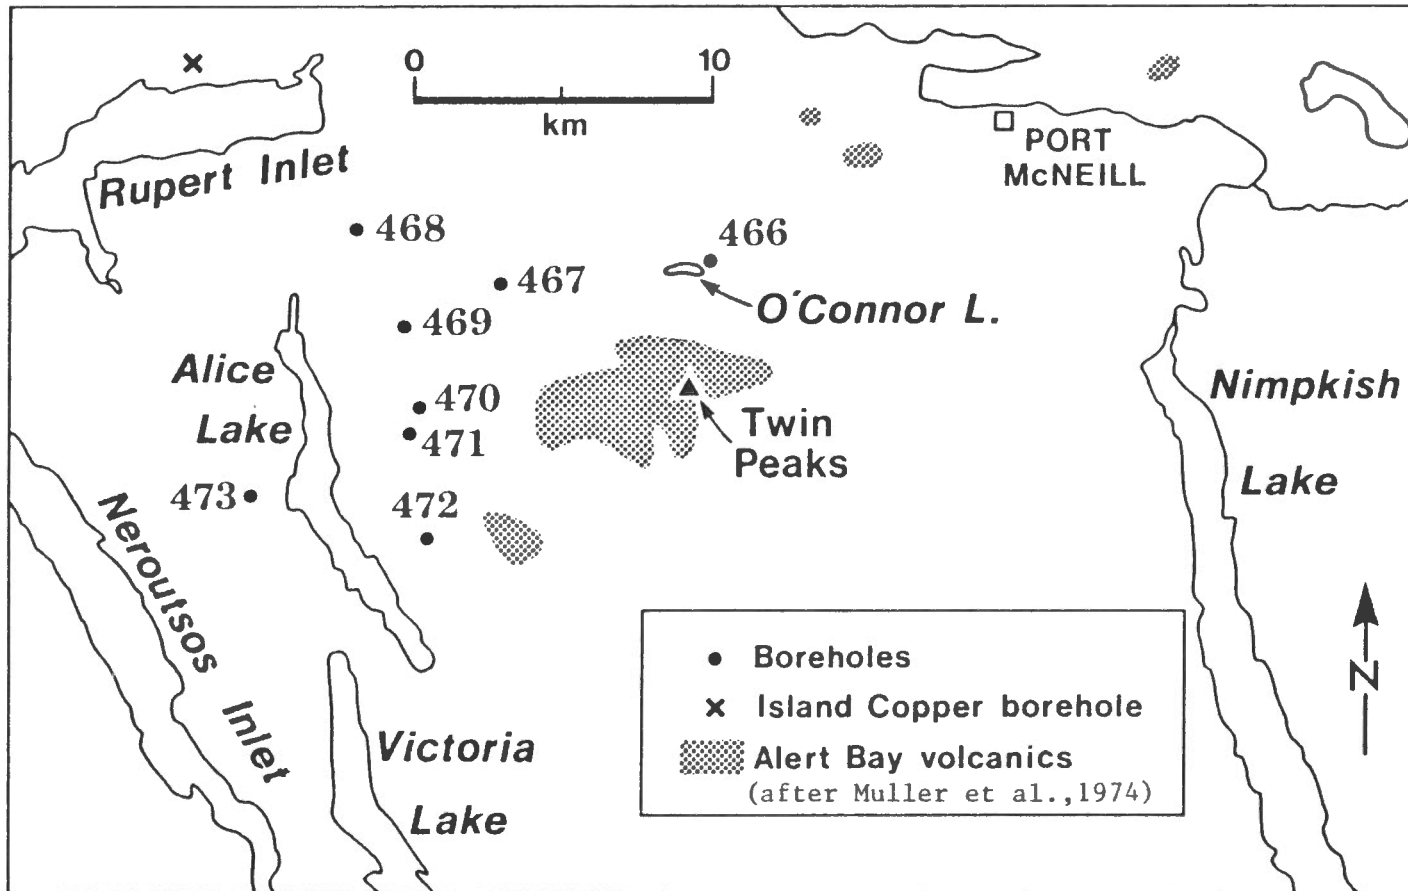 0 10
km
PORT
McNEILL
Rupert Inlet
468
466
467
O'Connor L.
469
Alice
Lake
470
471
Twin
Peaks
Nimpkish
Lake
473
472
Neroutsos Inlet
Victoria
Lake
Boreholes
Island Copper borehole
Alert Bay volcanics
(after Muller et al.,1974)
N